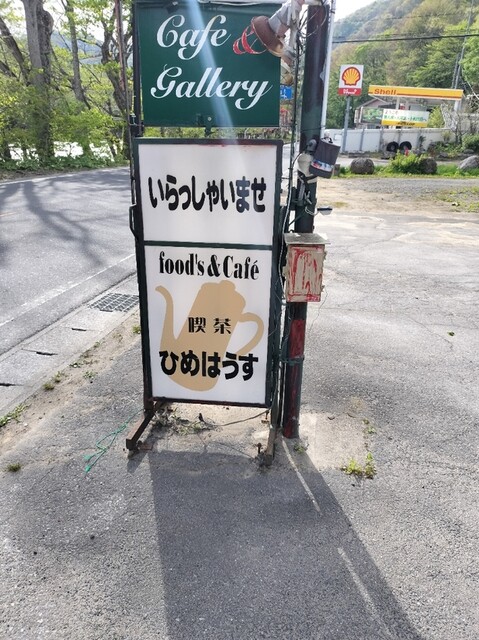 Cafe
Gallery
いらっしゃいませ
food's & Café
喫茶
ひめはうす
Shell